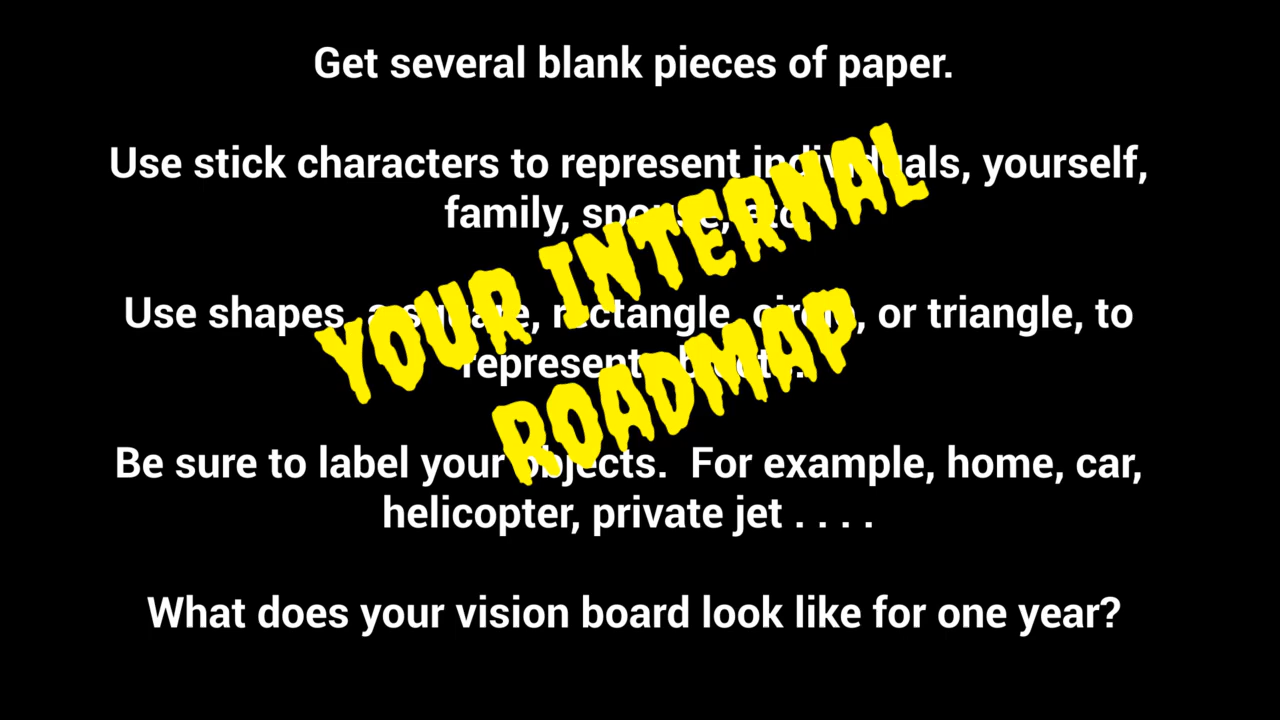 Get several blank pieces of paper.
Use stick characters to represent individuals, yourself,
family, spouse, etc.
Use shapes, a square, rectangle, circle, or triangle, to
represent objects.
Be sure to label your objects.  For example, home, car,
helicopter, private jet . . . .
What does your vision board look like for one year?
YOUR INTERNAL
ROADMAP